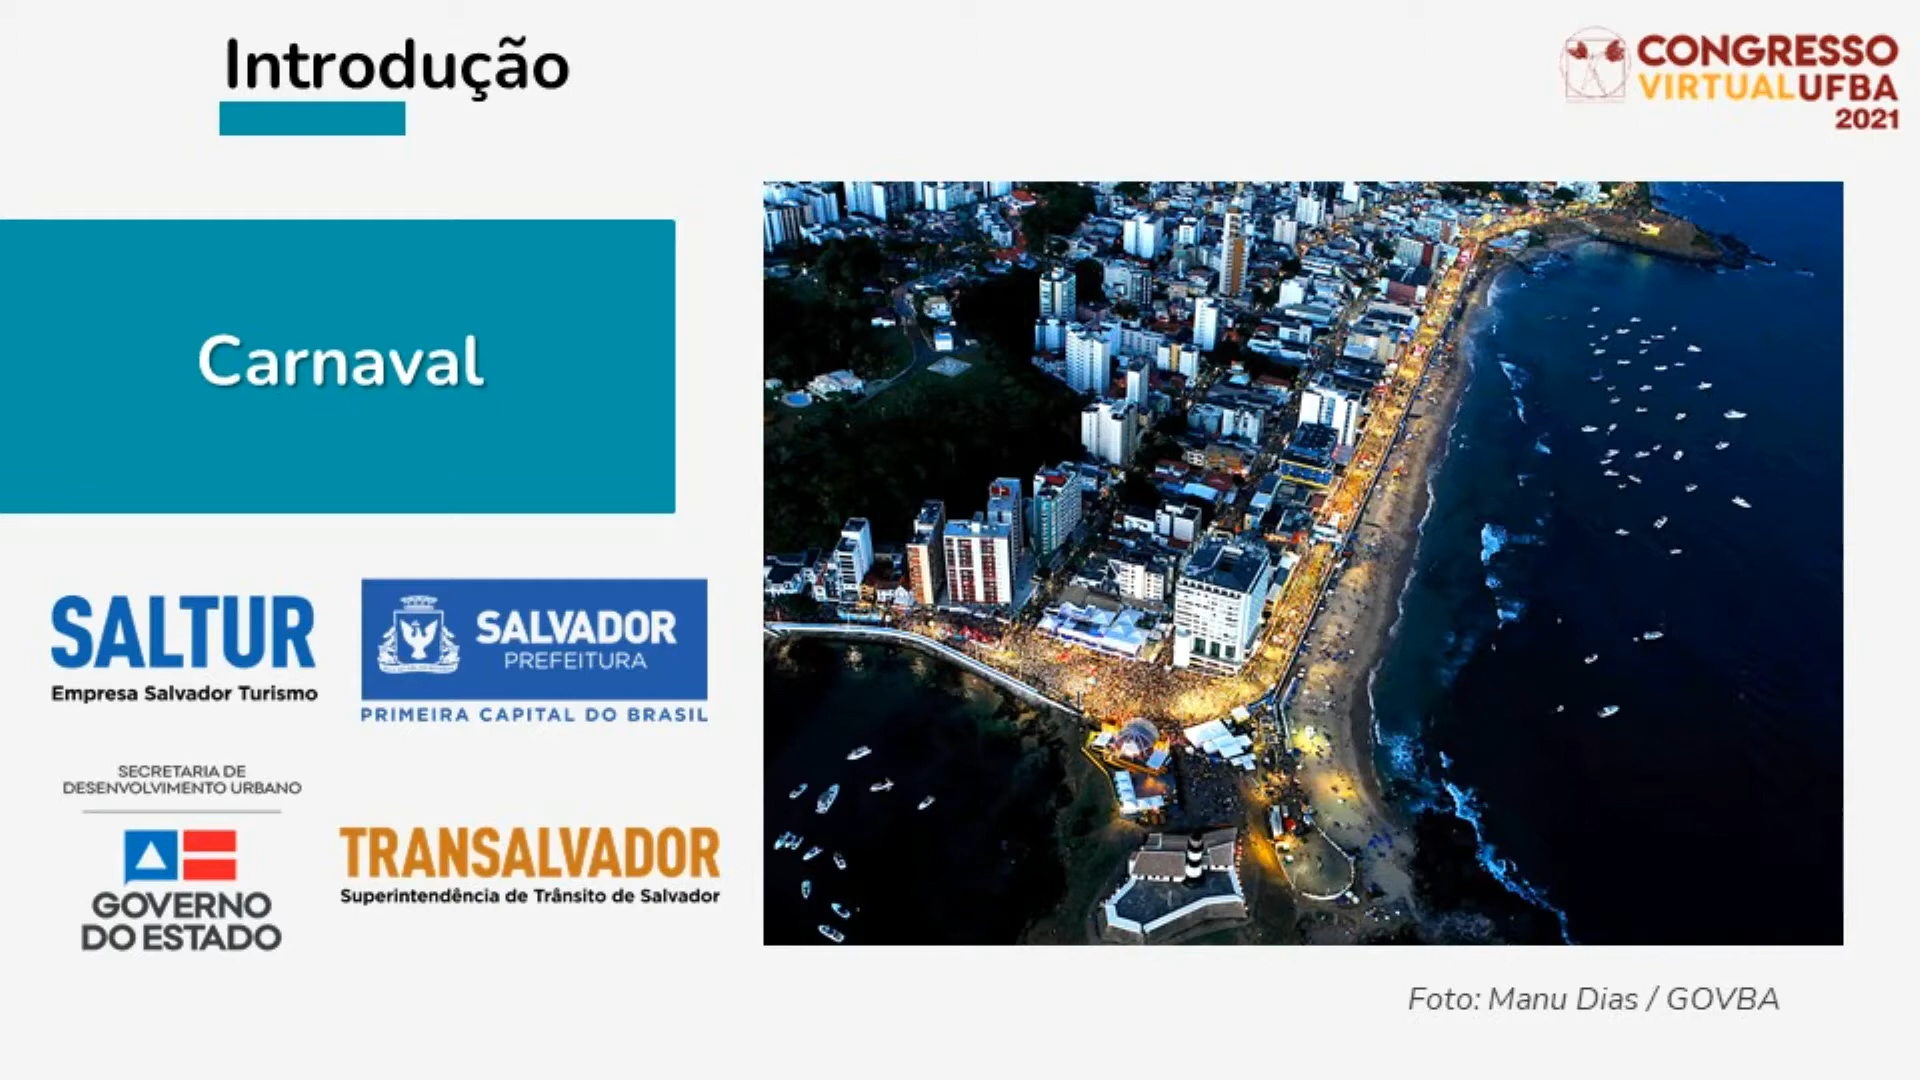 Introdução
CONGRESSO
VIRTUALUFBA
2021
Carnaval
SALTUR
Empresa Salvador Turismo
SALVADOR
PREFEITURA
PRIMEIRA CAPITAL DO BRASIL
SECRETARIA DE
DESENVOLVIMENTO URBANO
GOVERNO
DO ESTADO
TRANSALVADOR
Superintendência de Trânsito de Salvador
Foto: Manu Dias / GOVBA